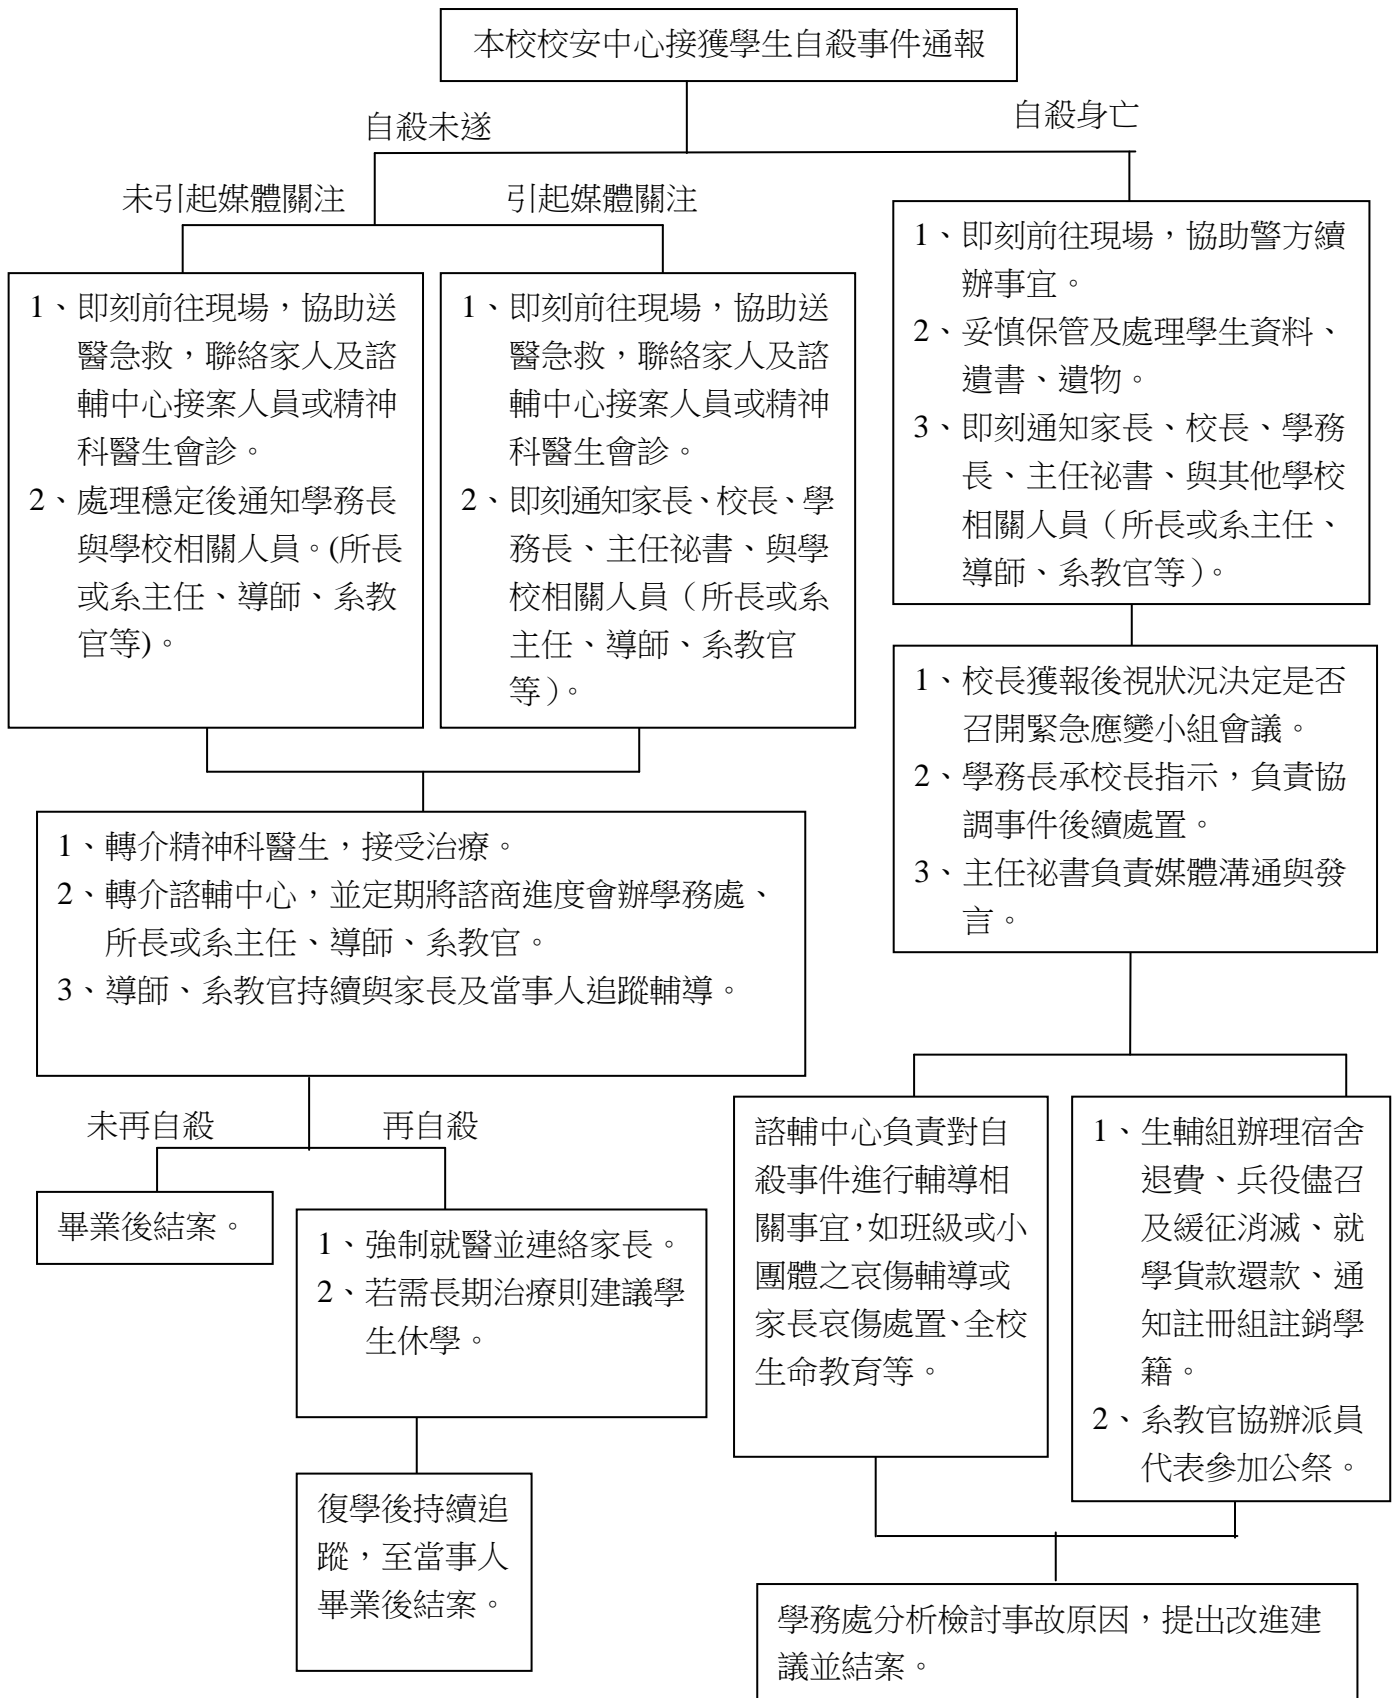 本校校安中心接獲學生自殺事件通報
自殺未遂
自殺身亡
未引起媒體關注
引起媒體關注
1、即刻前往現場，協助送
醫急救，聯絡家人及諮
輔中心接案人員或精神
科醫生會診。
2、處理穩定後通知學務長
與學校相關人員。(所長
或系主任、導師、系教
官等)。
1、即刻前往現場，協助送
醫急救，聯絡家人及諮
輔中心接案人員或精神
科醫生會診。
2、即刻通知家長、校長、學
務長、主任祕書、與學
校相關人員（所長或系
主任、導師、系教官
等）。
1、即刻前往現場，協助警方續
辦事宜。
2、妥慎保管及處理學生資料、
遺書、遺物。
3、即刻通知家長、校長、學務
長、主任祕書、與其他學校
相關人員（所長或系主任、
導師、系教官等）。
1、校長獲報後視狀況決定是否
召開緊急應變小組會議。
2、學務長承校長指示，負責協
調事件後續處置。
3、主任祕書負責媒體溝通與發
言。
1、轉介精神科醫生，接受治療。
2、轉介諮輔中心，並定期將諮商進度會辦學務處、
所長或系主任、導師、系教官。
3、導師、系教官持續與家長及當事人追蹤輔導。
未再自殺
再自殺
畢業後結案。
1、強制就醫並連絡家長。
2、若需長期治療則建議學
生休學。
復學後持續追
蹤，至當事人
畢業後結案。
諮輔中心負責對自
殺事件進行輔導相
關事宜，如班級或小
團體之哀傷輔導或
家長哀傷處置、全校
生命教育等。
1、生輔組辦理宿舍
退費、兵役儘召
及緩征消滅、就
學貨款還款、通
知註冊組註銷學
籍。
2、系教官協辦派員
代表參加公祭。
學務處分析檢討事故原因，提出改進建
議並結案。